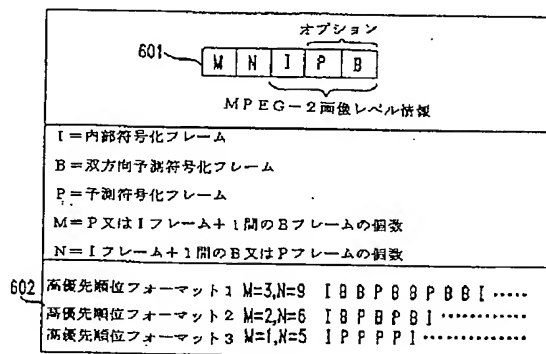 オプション
601
M N I P B
MPEG-2画像レベル情報
I=内部符号化フレーム
B=双方向予測符号化フレーム
P=予測符号化フレーム
M=P又はIフレーム+1間のBフレームの個数
N=Iフレーム+1間のB又はPフレームの個数
602
高優先順位フォーマット1 M=3,N=9 I B B P B B P B B I ·····
高優先順位フォーマット2 M=2,N=6 I B P B P B I ············
高優先順位フォーマット3 M=1,N=5 I P P P P I ···············